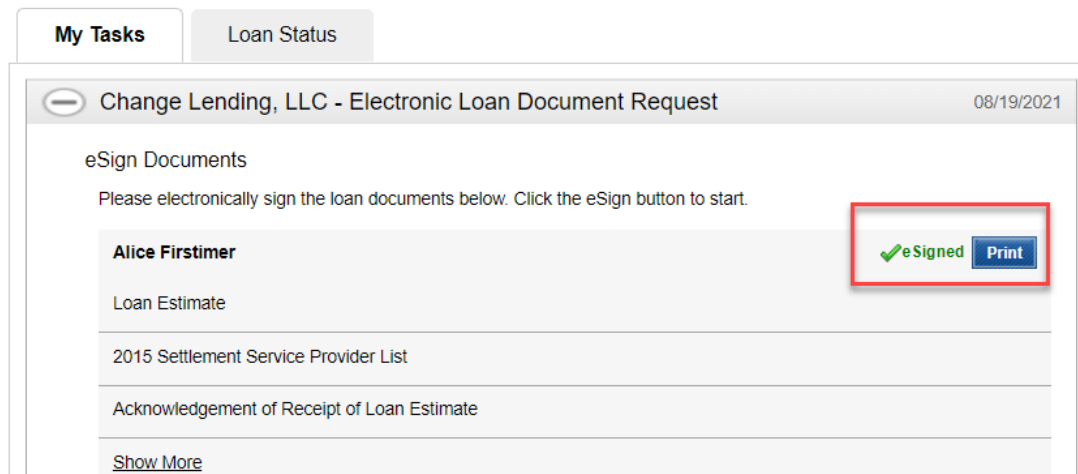 My Tasks
Loan Status
Change Lending, LLC - Electronic Loan Document Request
08/19/2021
eSign Documents
Please electronically sign the loan documents below. Click the eSign button to start.
Alice Firstimer
eSigned
Print
Loan Estimate
2015 Settlement Service Provider List
Acknowledgement of Receipt of Loan Estimate
Show More